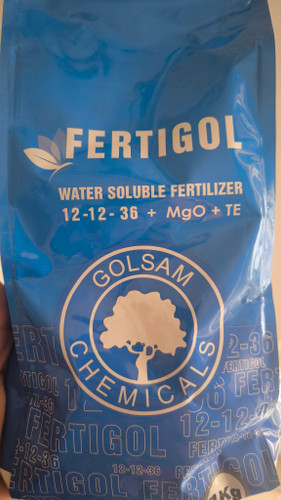 FERTIGOL
WATER SOLUBLE FERTILIZER
12-12-36 + MgO + TE
GOLSAM
CHEMICALS
FERTIGOL
12-12-36